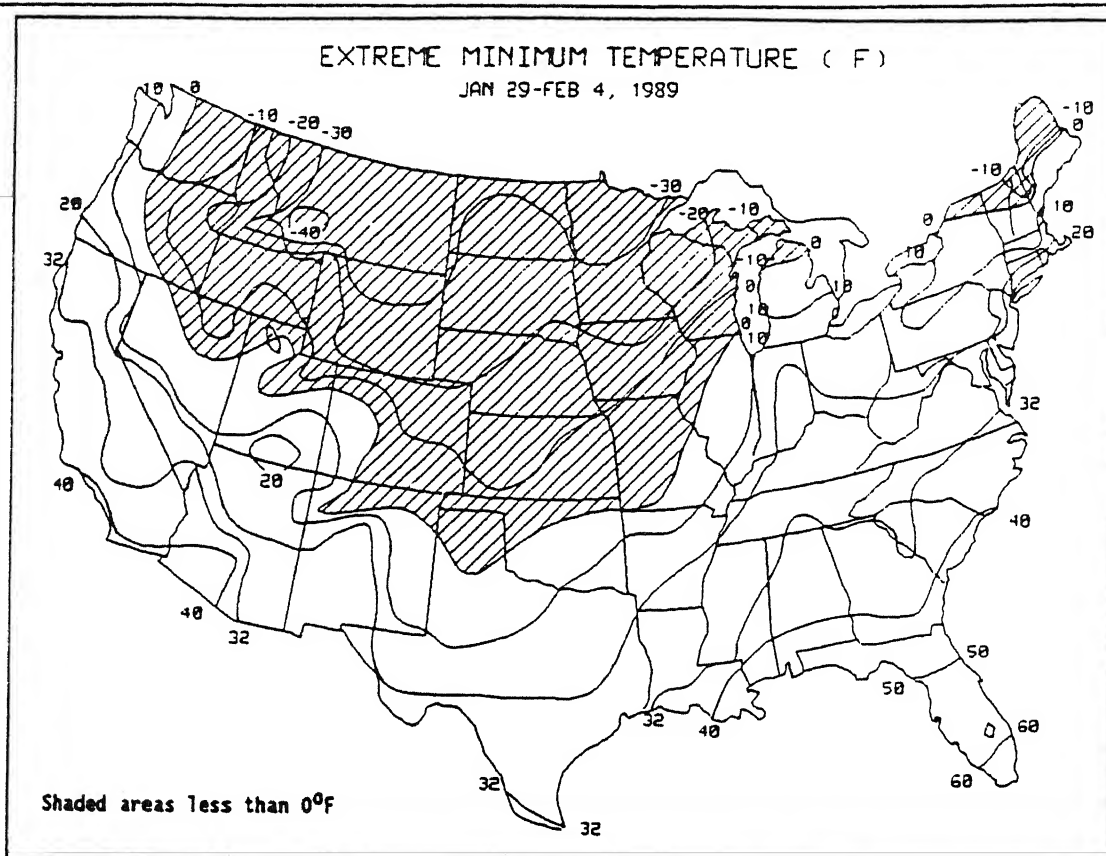 EXTREME MINIMUM TEMPERATURE ( F)
JAN 29-FEB 4, 1989
10 0 -10 -20 -30
-30 -20 -10 0
-10 0
-10
0 10 20
10
20
32
-40
-10 0 10 0 10
10
32
20
40
40
40 32
50
50
32 40
60
60
32
32
Shaded areas less than 0ºF